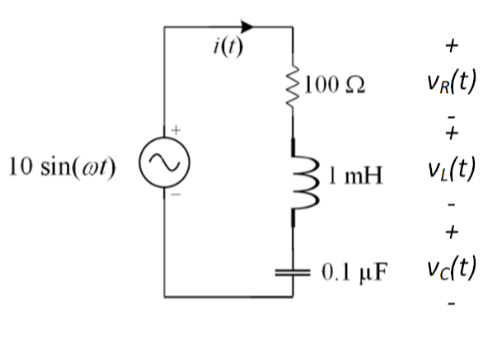 i(t)
+
100 Ω
vR(t)
-
+
+
10 sin(ωt)
1 mH
vL(t)
-
-
+
0.1 μF
vC(t)
-